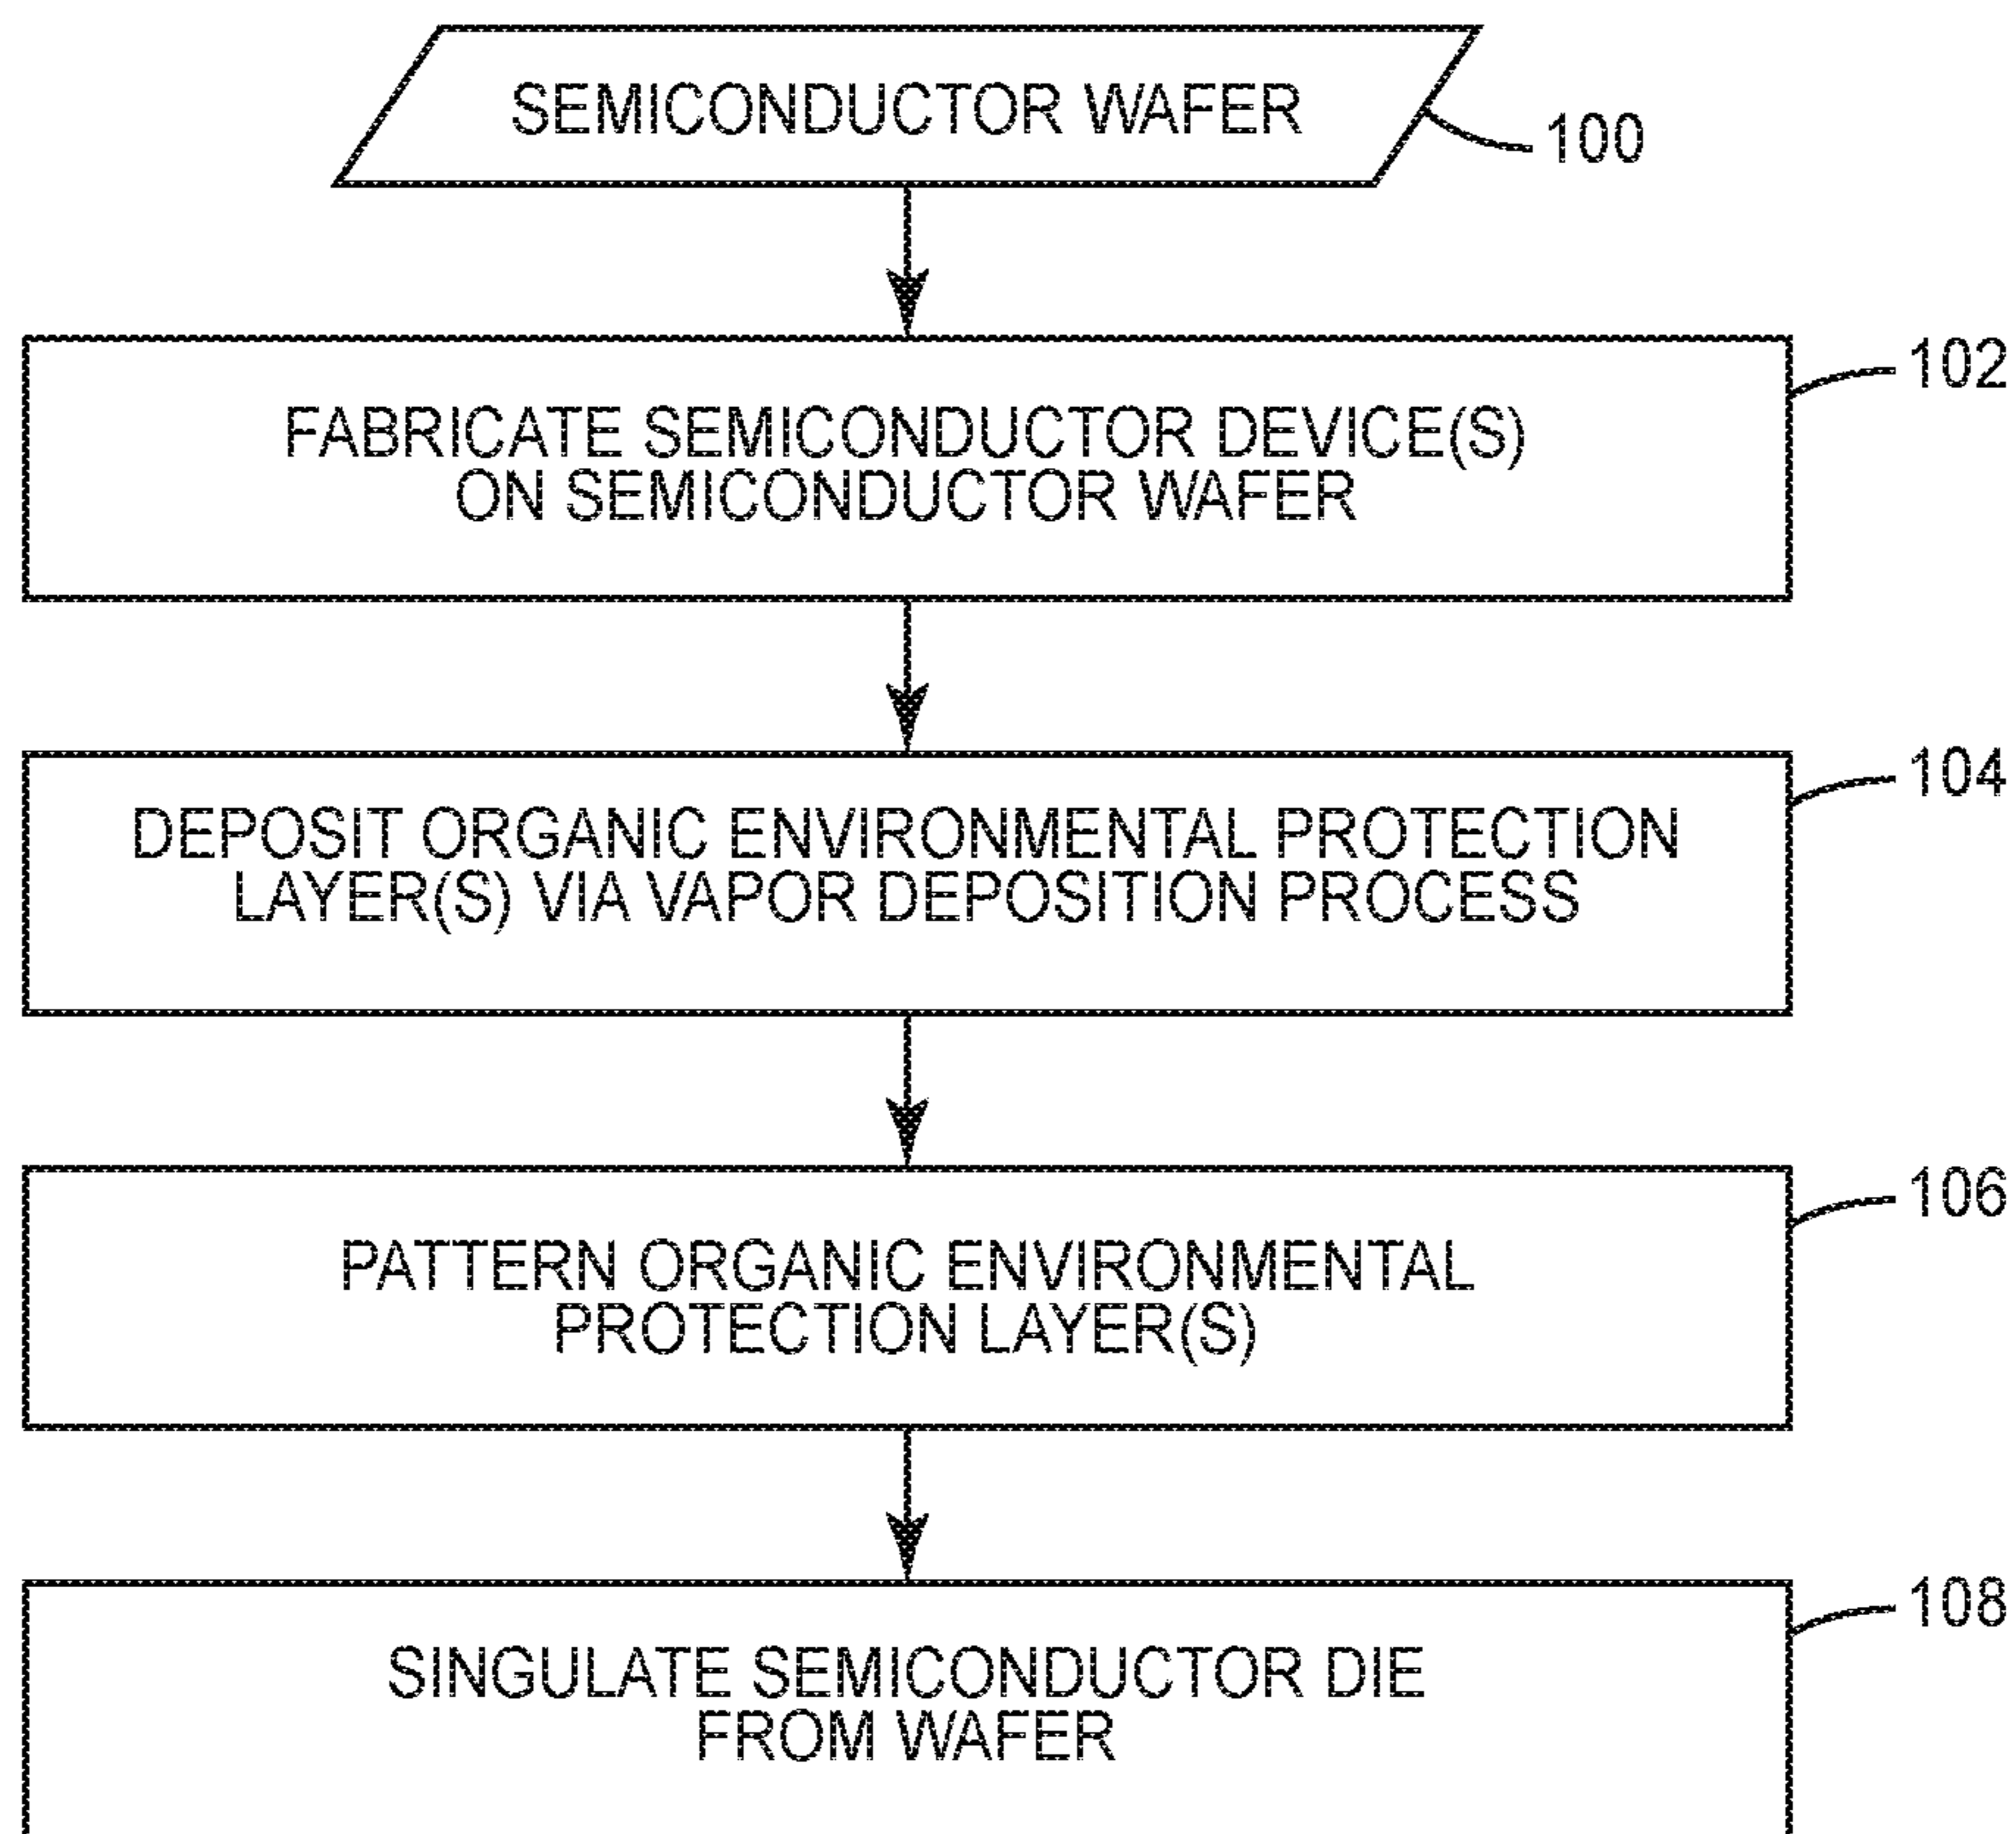 SEMICONDUCTOR WAFER
100
102
FABRICATE SEMICONDUCTOR DEVICE(S)
ON SEMICONDUCTOR WAFER
104
DEPOSIT ORGANIC ENVIRONMENTAL PROTECTION
LAYER(S) VIA VAPOR DEPOSITION PROCESS
106
PATTERN ORGANIC ENVIRONMENTAL
PROTECTION LAYER(S)
108
SINGULATE SEMICONDUCTOR DIE
FROM WAFER